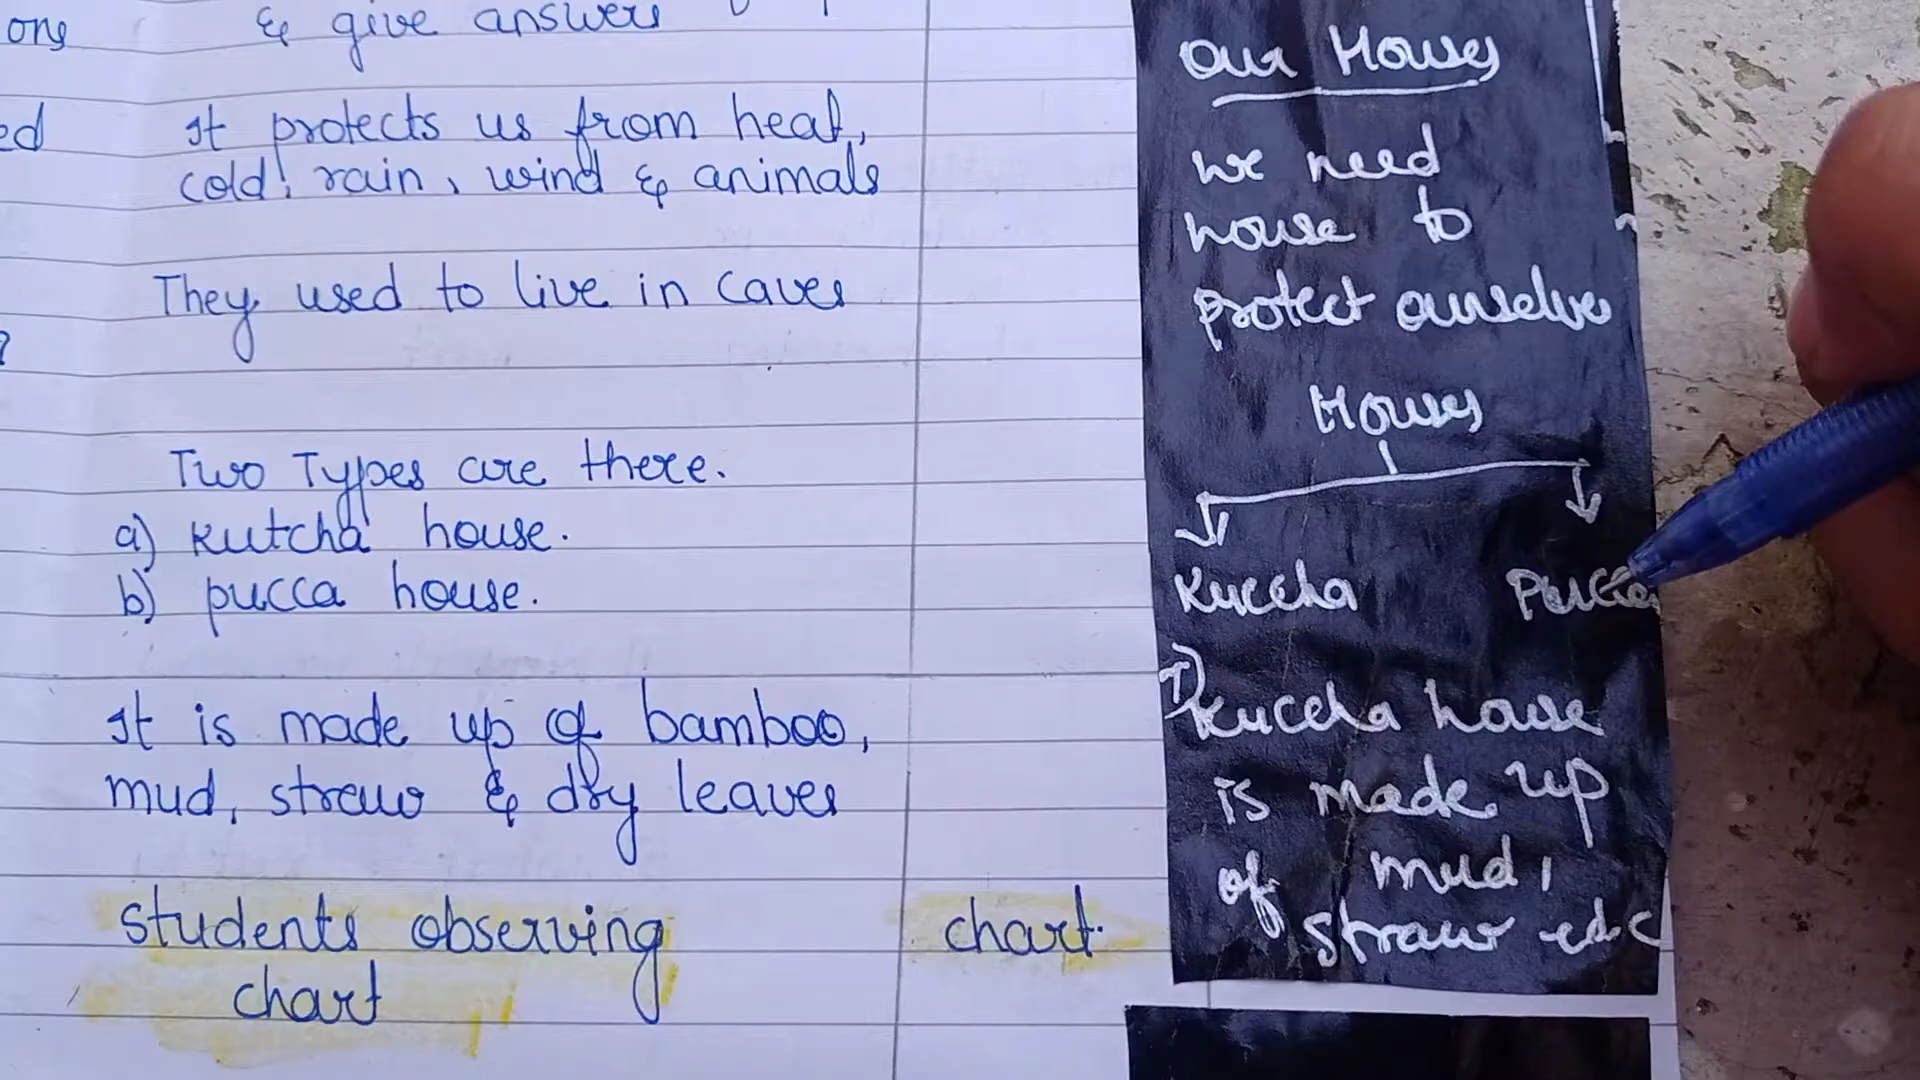 ons
& give answers
ed
It protects us from heat,
cold, rain, wind & animals
They used to live in caves
?
Two Types are there.
a) Kutcha house.
b) pucca house.
It is made up of bamboo,
mud, straw & dry leaves
students observing
chart
chart.
Our Houses
we need
house to
protect ourselves
Houses
Kuccha Pucca
1) Kuccha house
is made up
of mud,
straw etc